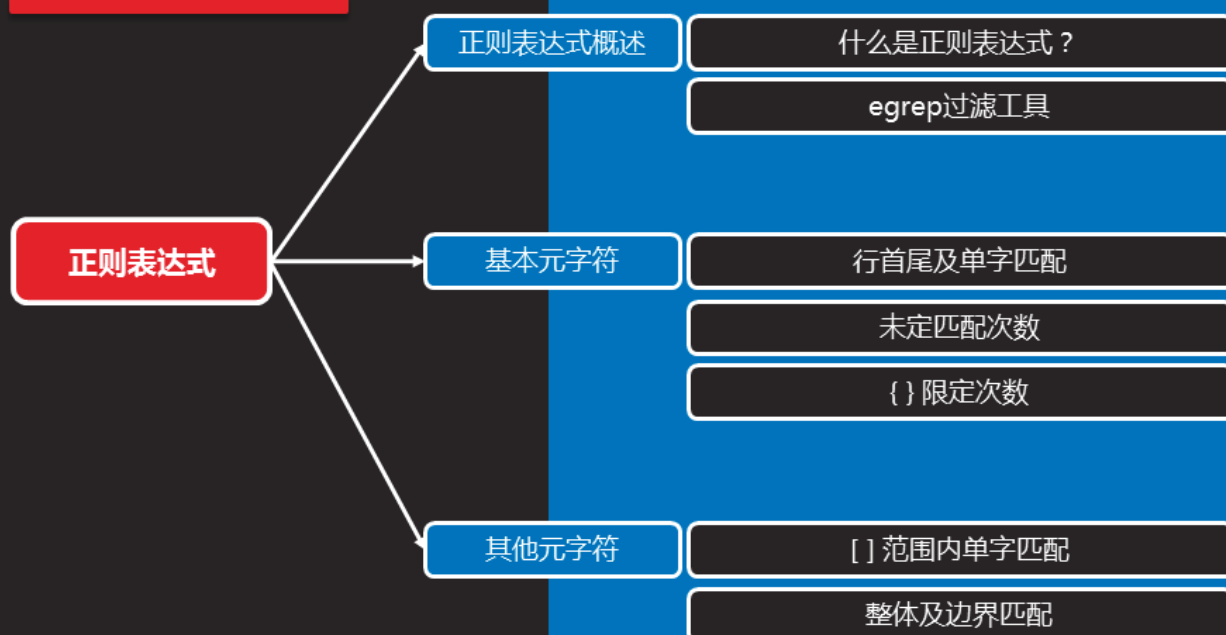 正则表达式
正则表达式概述
什么是正则表达式？
egrep过滤工具
基本元字符
行首尾及单字匹配
未定匹配次数
{ } 限定次数
其他元字符
[ ] 范围内单字匹配
整体及边界匹配